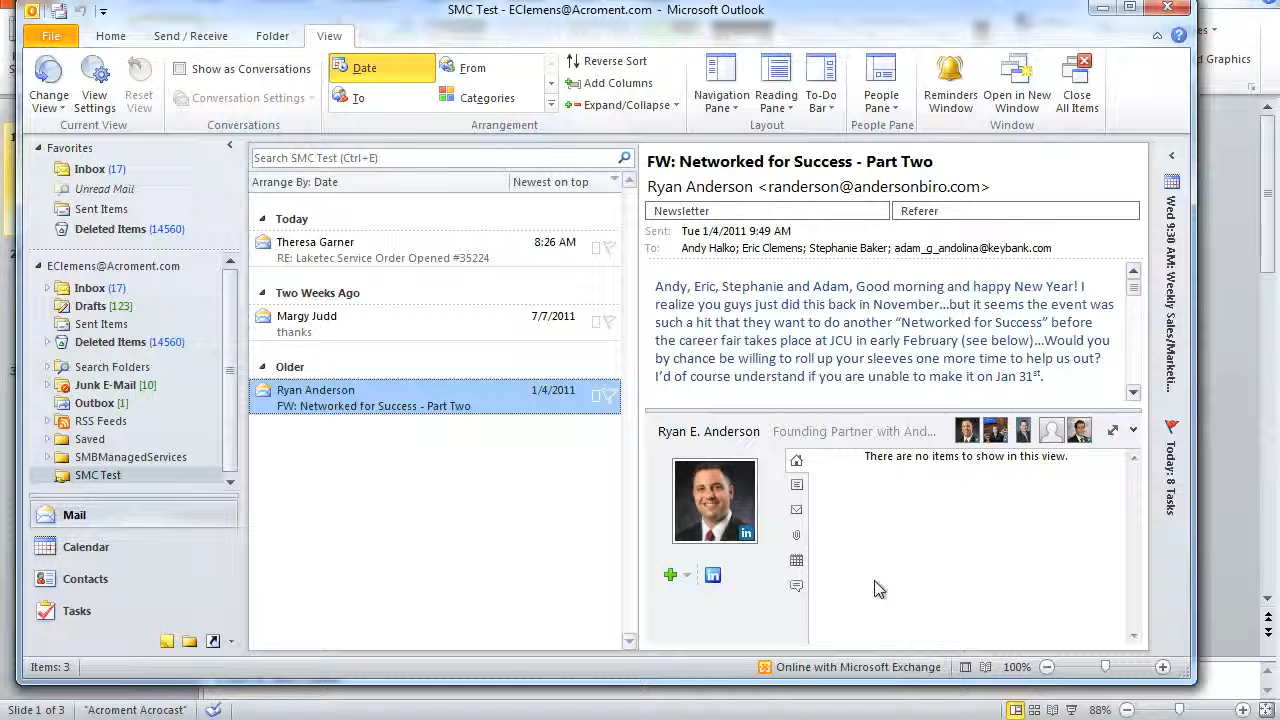 SMC Test - EClemens@Acroment.com - Microsoft Outlook
File Home Send / Receive Folder View
Change View
View Settings
Reset View
Current View
Show as Conversations
Conversation Settings
Conversations
Date From
To Categories
Reverse Sort
Add Columns
Expand/Collapse
Arrangement
Navigation Pane
Reading Pane
To-Do Bar
Layout
People Pane
People Pane
Reminders Window
Open in New Window
Close All Items
Window
Favorites
Inbox (17)
Unread Mail
Sent Items
Deleted Items (14560)
EClemens@Acroment.com
Inbox (17)
Drafts [123]
Sent Items
Deleted Items (14560)
Search Folders
Junk E-Mail [10]
Outbox [1]
RSS Feeds
Saved
SMBManagedServices
SMC Test
Mail
Calendar
Contacts
Tasks
Search SMC Test (Ctrl+E)
Arrange By: Date Newest on top
Today
Theresa Garner 8:26 AM
RE: Laketec Service Order Opened #35224
Two Weeks Ago
Margy Judd 7/7/2011
thanks
Older
Ryan Anderson 1/4/2011
FW: Networked for Success - Part Two
FW: Networked for Success - Part Two
Ryan Anderson <randerson@andersonbiro.com>
Newsletter Referer
Sent: Tue 1/4/2011 9:49 AM
To: Andy Halko; Eric Clemens; Stephanie Baker; adam_g_andolina@keybank.com
Andy, Eric, Stephanie and Adam, Good morning and happy New Year! I
realize you guys just did this back in November…but it seems the event was
such a hit that they want to do another “Networked for Success” before
the career fair takes place at JCU in early February (see below)…Would you
by chance be willing to roll up your sleeves one more time to help us out?
I’d of course understand if you are unable to make it on Jan 31st.
Ryan E. Anderson Founding Partner with And...
There are no items to show in this view.
in
in
Wed 9:30 AM: Weekly Sales/Marketi...
Today: 8 Tasks
Items: 3
Online with Microsoft Exchange
100%
d Graphics
Slide 1 of 3 "Acroment Acrocast"
88%